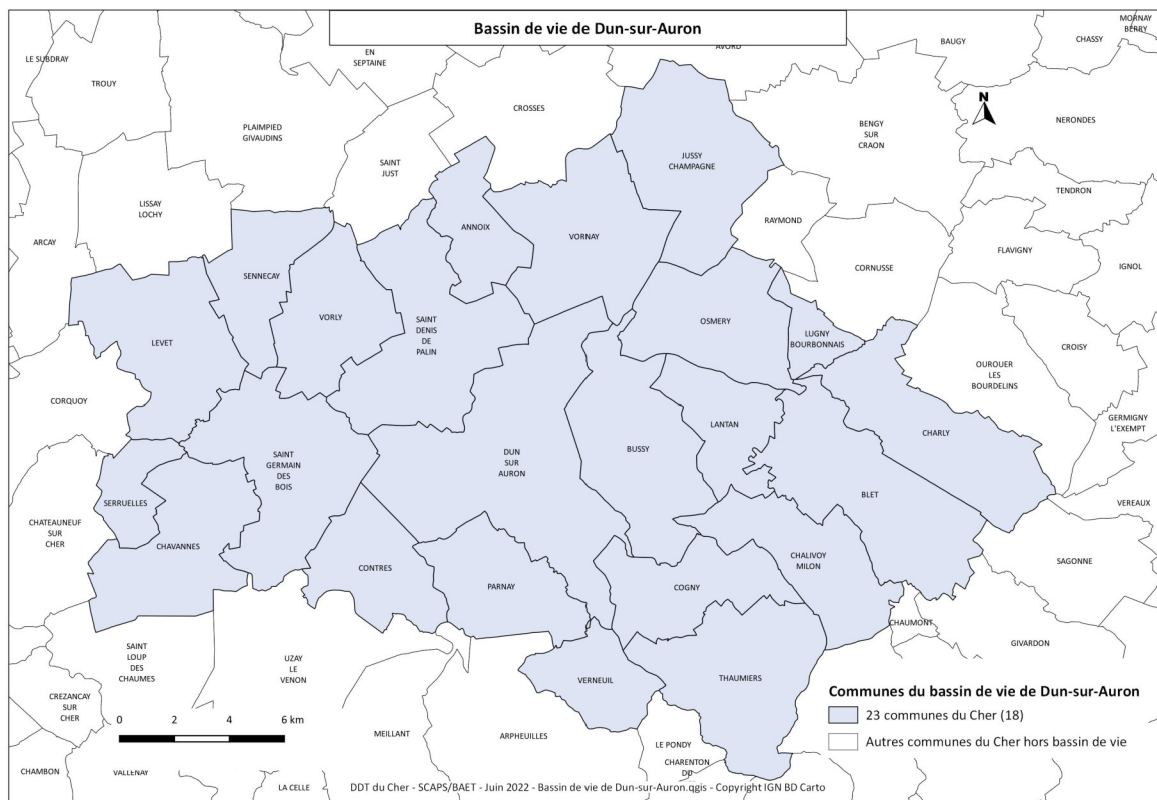 Bassin de vie de Dun-sur-Auron
MORNAY
BERRY
EN
SEPTAINE
AVORD
BAUGY
CHASSY
LE SUBDRAY
TROUY
CROSSES
N
PLAIMPIED
GIVAUDINS
BENGY
SUR
CRAON
NERONDES
SAINT
JUST
JUSSY
CHAMPAGNE
TENDRON
LISSAY
LOCHY
RAYMOND
ANNOIX
VORNAY
ARCAY
FLAVIGNY
IGNOL
CORNUSSE
SENNECAY
VORLY
SAINT
DENIS
DE
PALIN
OSMERY
LUGNY
BOURBONNAIS
LEVET
CROISY
OUROUER
LES
BOURDELINS
CORQUOY
GERMIGNY
L'EXEMPT
LANTAN
CHARLY
SAINT
GERMAIN
DES
BOIS
DUN
SUR
AURON
BUSSY
BLET
SERRUELLES
VEREAUX
CHATEAUNEUF
SUR
CHER
CHAVANNES
CHALIVOY
MILON
SAGONNE
CONTRES
PARNAY
COGNY
CHAUMONT
GIVARDON
SAINT
LOUP
DES
CHAUMES
UZAY
LE
VENON
VERNEUIL
THAUMIERS
CREZANCAY
SUR
CHER
Communes du bassin de vie de Dun-sur-Auron
23 communes du Cher (18)
Autres communes du Cher hors bassin de vie
0 2 4 6 km
MEILLANT
ARPHEUILLES
LE PONDY
CHARENTON
DU
CHAMBON
VALLENAY
LA CELLE
DDT du Cher - SCAPS/BAET - Juin 2022 - Bassin de vie de Dun-sur-Auron.qgis - Copyright IGN BD Carto